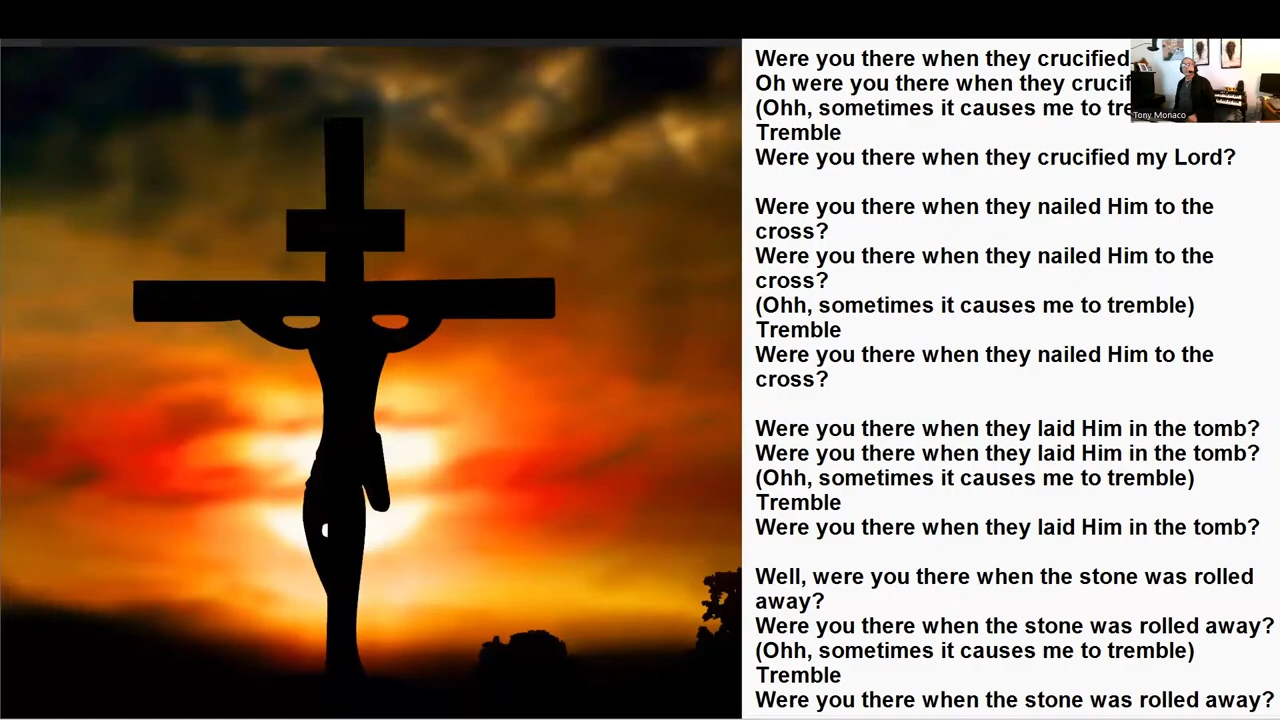 Were you there when they crucified
Oh were you there when they crucif
(Ohh, sometimes it causes me to tre
Tremble
Were you there when they crucified my Lord?
Were you there when they nailed Him to the
cross?
Were you there when they nailed Him to the
cross?
(Ohh, sometimes it causes me to tremble)
Tremble
Were you there when they nailed Him to the
cross?
Were you there when they laid Him in the tomb?
Were you there when they laid Him in the tomb?
(Ohh, sometimes it causes me to tremble)
Tremble
Were you there when they laid Him in the tomb?
Well, were you there when the stone was rolled
away?
Were you there when the stone was rolled away?
(Ohh, sometimes it causes me to tremble)
Tremble
Were you there when the stone was rolled away?
Tony Monaco